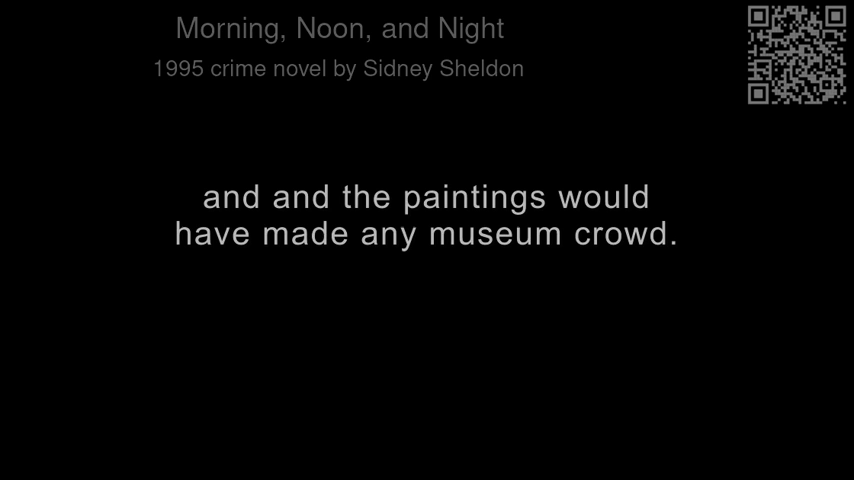 Morning, Noon, and Night
1995 crime novel by Sidney Sheldon
and and the paintings would
have made any museum crowd.